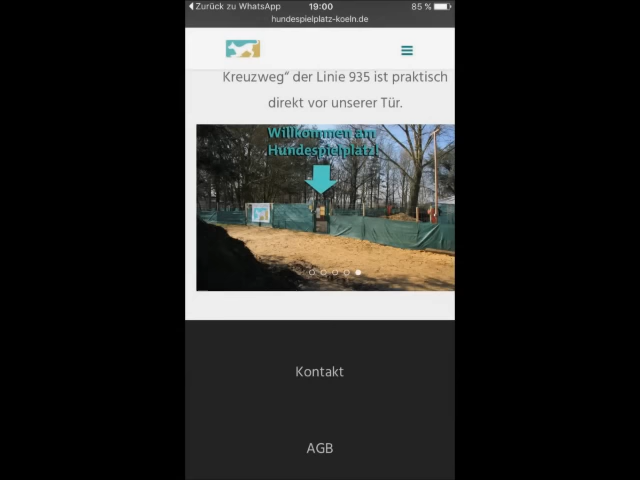 Zurück zu WhatsApp 19:00 85 %
hundespielplatz-koeln.de
Kreuzweg“ der Linie 935 ist praktisch
direkt vor unserer Tür.
Willkommen am
Hundespielplatz!
Kontakt
AGB